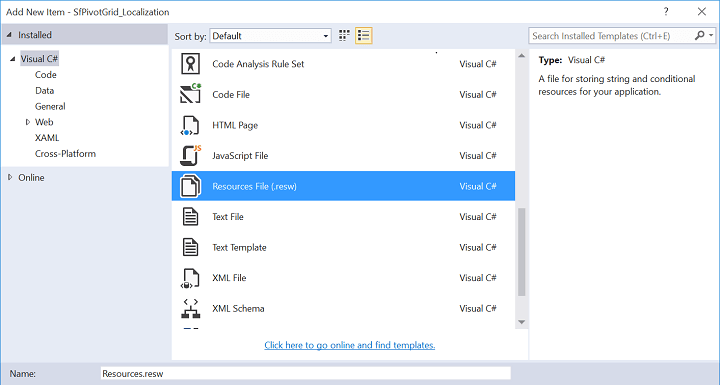 Add New Item - SfPivotGrid_Localization
Installed
Sort by: Default
Search Installed Templates (Ctrl+E)
Visual C#
Code
Data
General
Web
XAML
Cross-Platform
Online
Code Analysis Rule Set Visual C#
Code File Visual C#
HTML Page Visual C#
JavaScript File Visual C#
Resources File (.resw) Visual C#
Text File Visual C#
Text Template Visual C#
XML File Visual C#
XML Schema Visual C#
Click here to go online and find templates.
Type: Visual C#
A file for storing string and conditional
resources for your application.
Name: Resources.resw